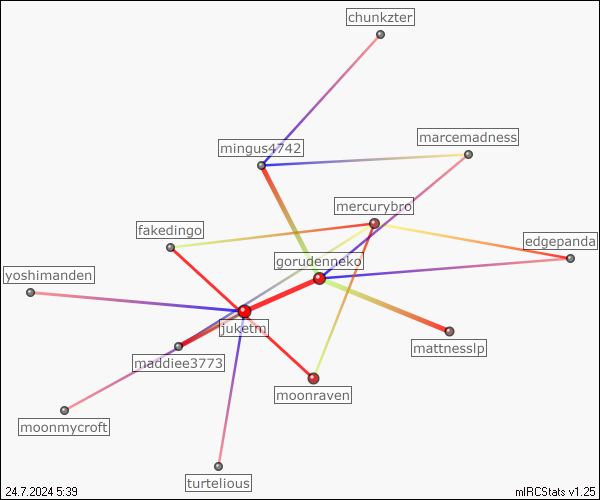 chunkzter
marcemadness
mingus4742
mercurybro
fakedingo
edgepanda
gorudenneko
yoshimanden
juketm
mattnesslp
maddiee3773
moonraven
moonmycroft
turtelious
24.7.2024 5:39
mIRCStats v1.25